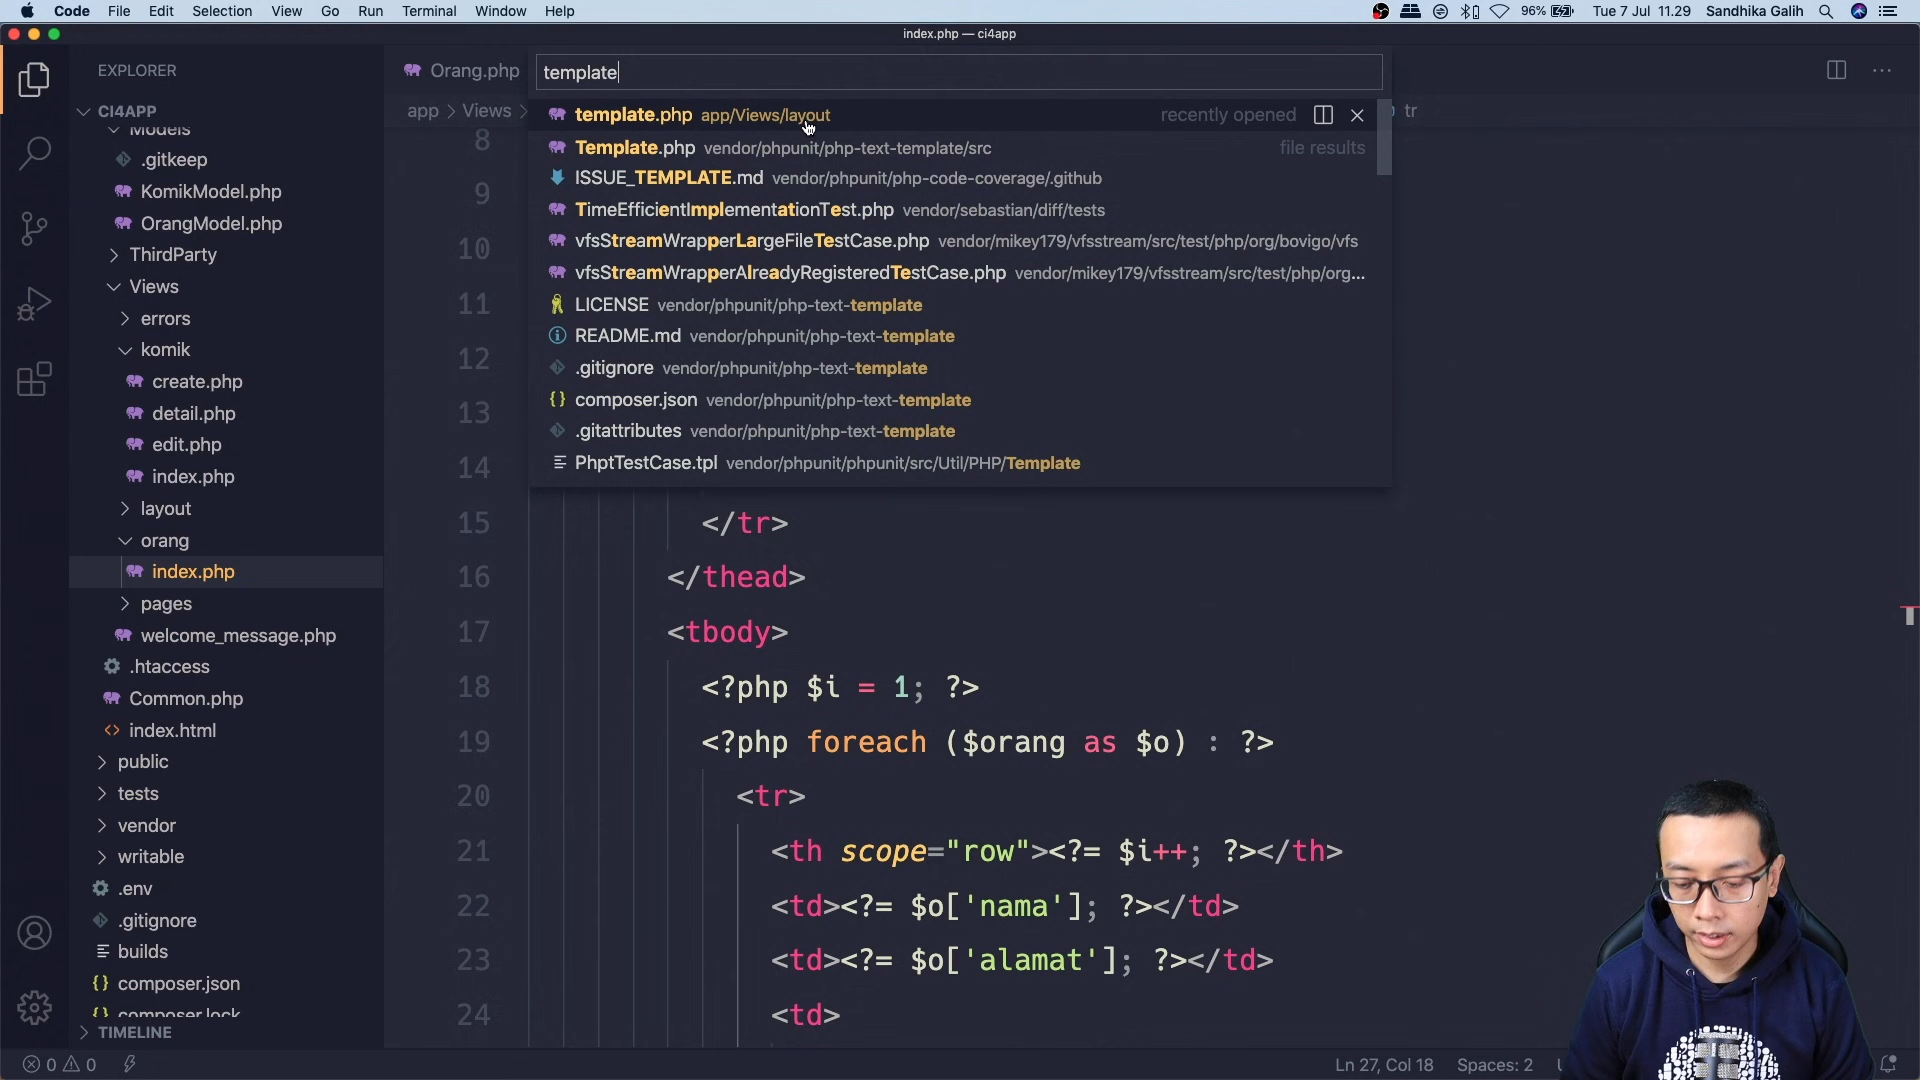 Code File Edit Selection View Go Run Terminal Window Help 96% Tue 7 Jul 11.29 Sandhika Galih
index.php — ci4app
EXPLORER
CI4APP
Models
.gitkeep
KomikModel.php
OrangModel.php
ThirdParty
Views
errors
komik
create.php
detail.php
edit.php
index.php
layout
orang
index.php
pages
welcome_message.php
.htaccess
Common.php
index.html
public
tests
vendor
writable
.env
.gitignore
builds
composer.json
composer.lock
TIMELINE
Orang.php
app > Views > tr
template
template.php app/Views/layout recently opened
Template.php vendor/phpunit/php-text-template/src file results
ISSUE_TEMPLATE.md vendor/phpunit/php-code-coverage/.github
TimeEfficientImplementationTest.php vendor/sebastian/diff/tests
vfsStreamWrapperLargeFileTestCase.php vendor/mikey179/vfsstream/src/test/php/org/bovigo/vfs
vfsStreamWrapperAlreadyRegisteredTestCase.php vendor/mikey179/vfsstream/src/test/php/org...
LICENSE vendor/phpunit/php-text-template
README.md vendor/phpunit/php-text-template
.gitignore vendor/phpunit/php-text-template
composer.json vendor/phpunit/php-text-template
.gitattributes vendor/phpunit/php-text-template
PhptTestCase.tpl vendor/phpunit/phpunit/src/Util/PHP/Template
8
9
10
11
12
13
14
15 </tr>
16 </thead>
17 <tbody>
18 <?php $i = 1; ?>
19 <?php foreach ($orang as $o) : ?>
20 <tr>
21 <th scope="row"><?= $i++; ?></th>
22 <td><?= $o['nama']; ?></td>
23 <td><?= $o['alamat']; ?></td>
24 <td>
0 0 Ln 27, Col 18 Spaces: 2